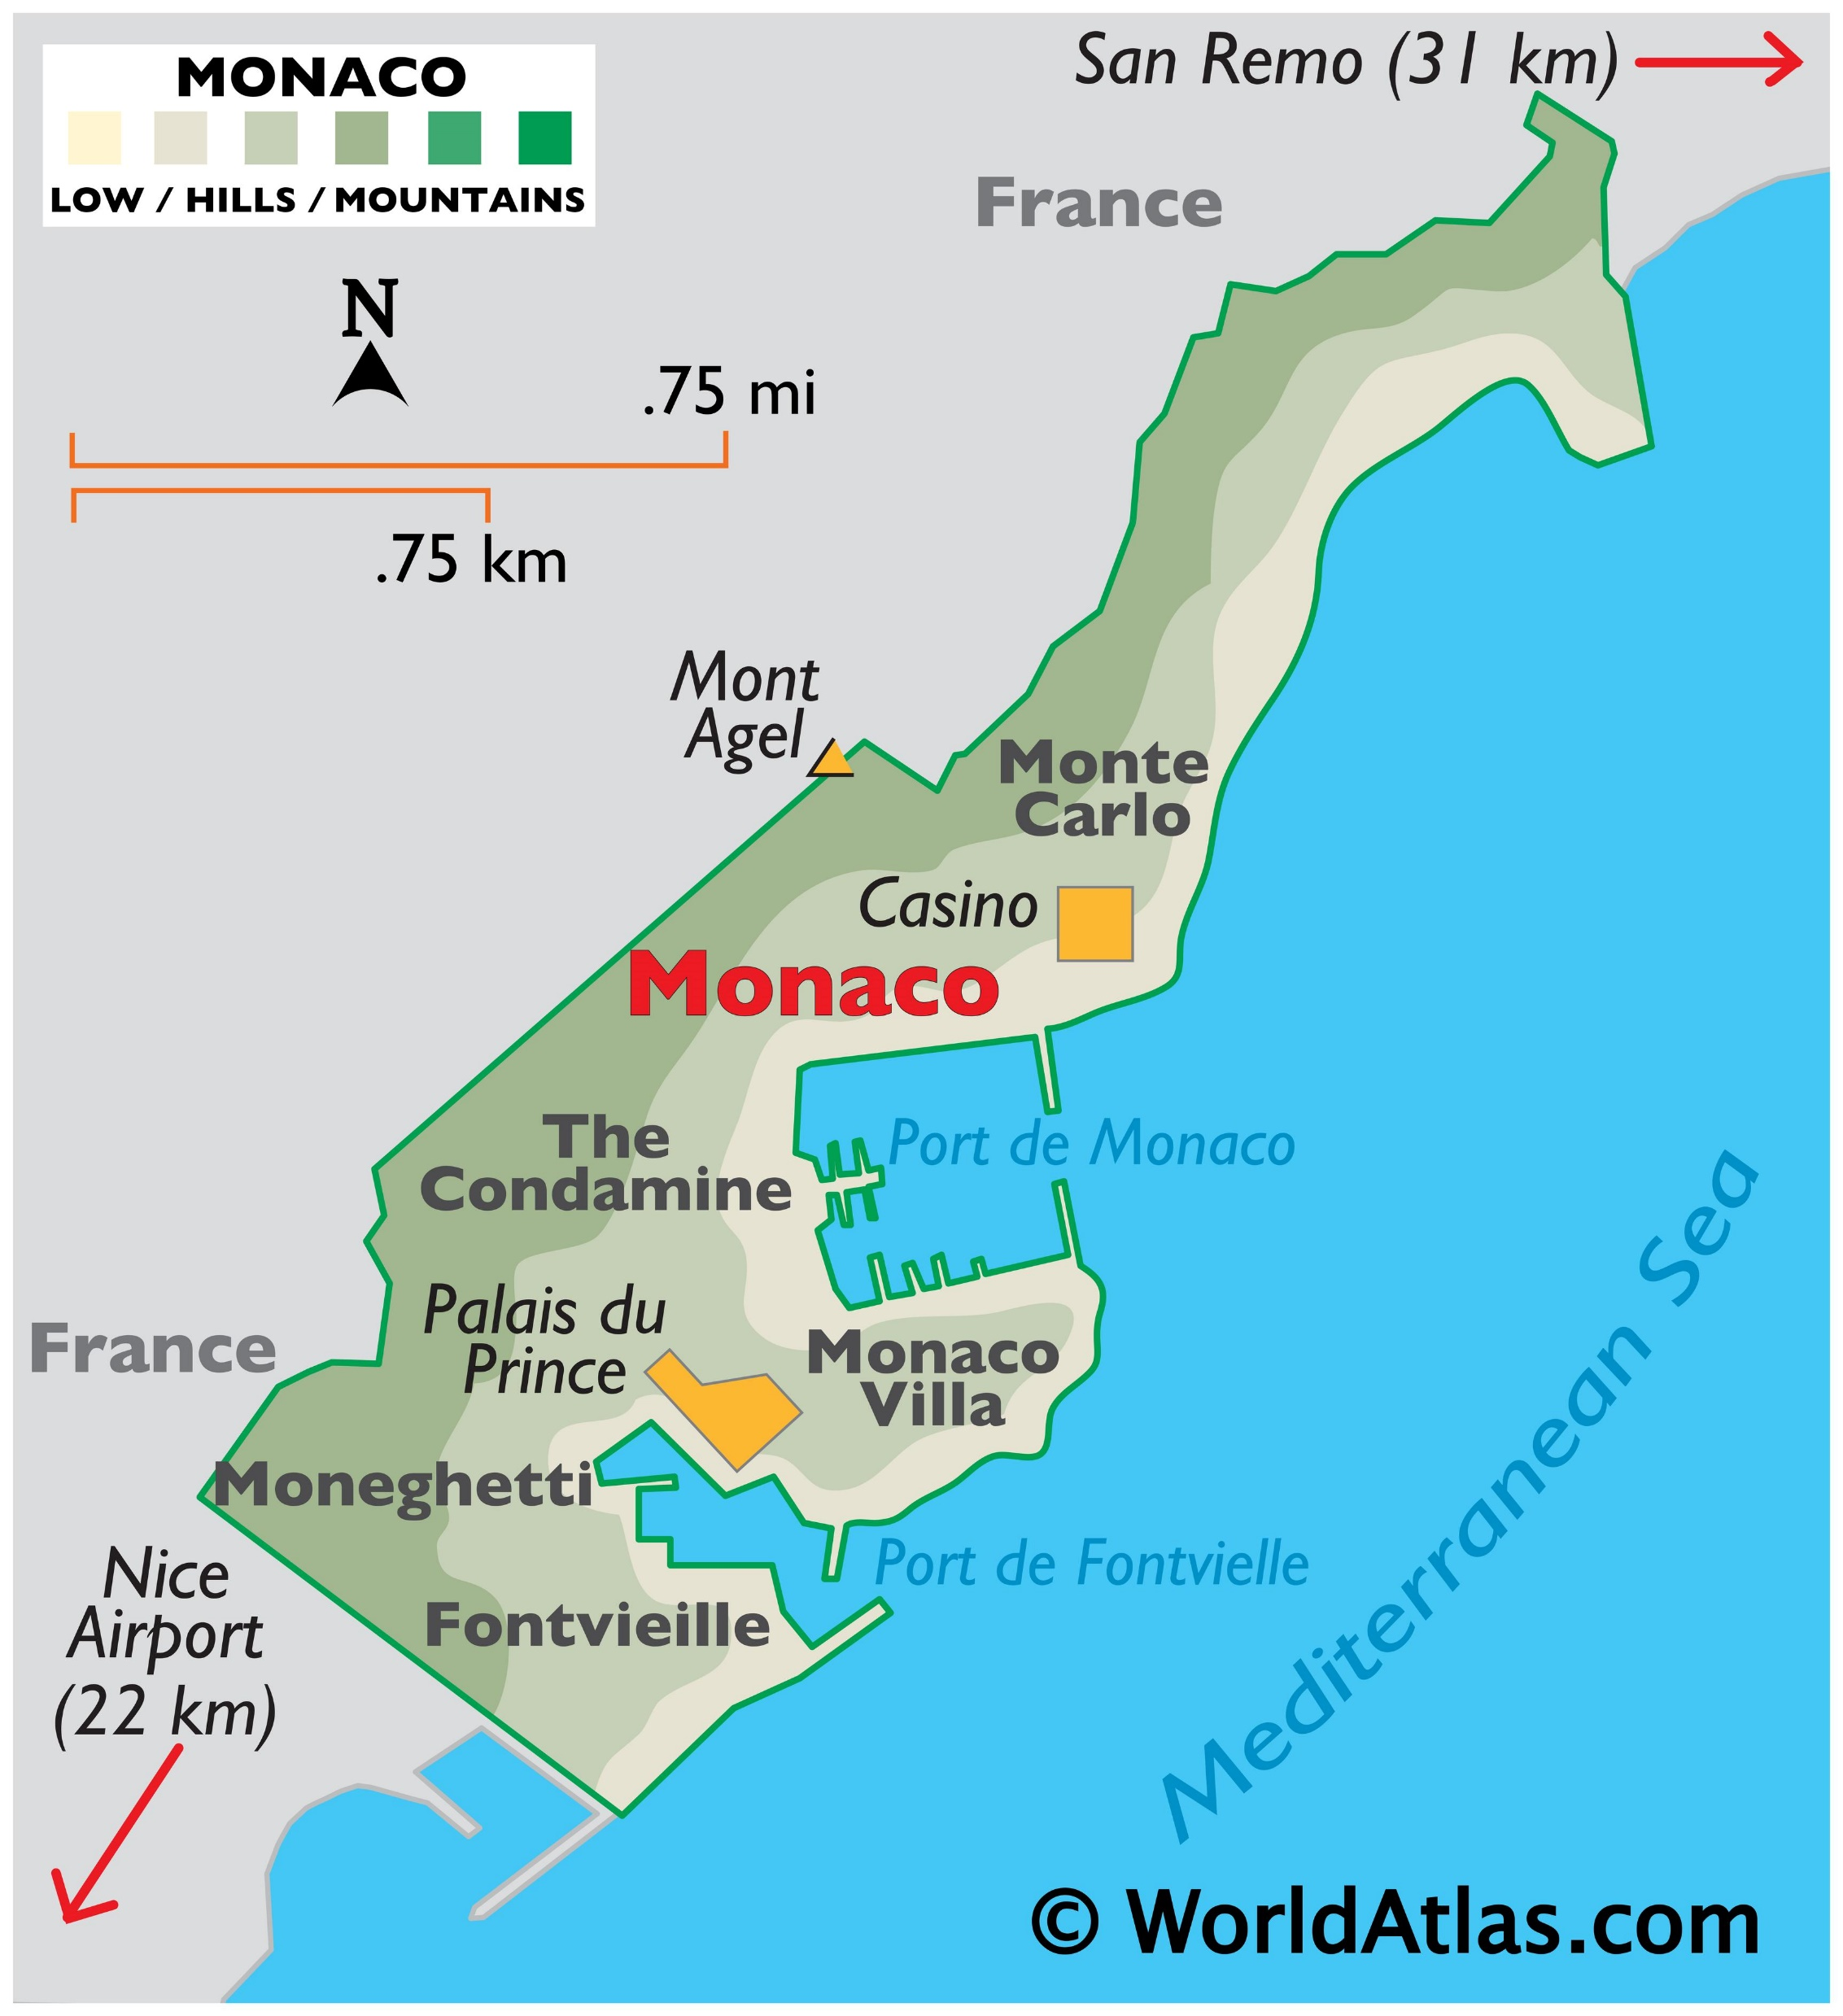 MONACO
LOW / HILLS / MOUNTAINS
San Remo (31 km)
France
N
.75 mi
.75 km
Mont
Agel
Monte
Carlo
Casino
Monaco
Port de Monaco
The
Condamine
Mediterranean Sea
Palais du
Prince
France
Monaco
Villa
Moneghetti
Port de Fontvielle
Nice
Airport
(22 km)
Fontvieille
© WorldAtlas.com